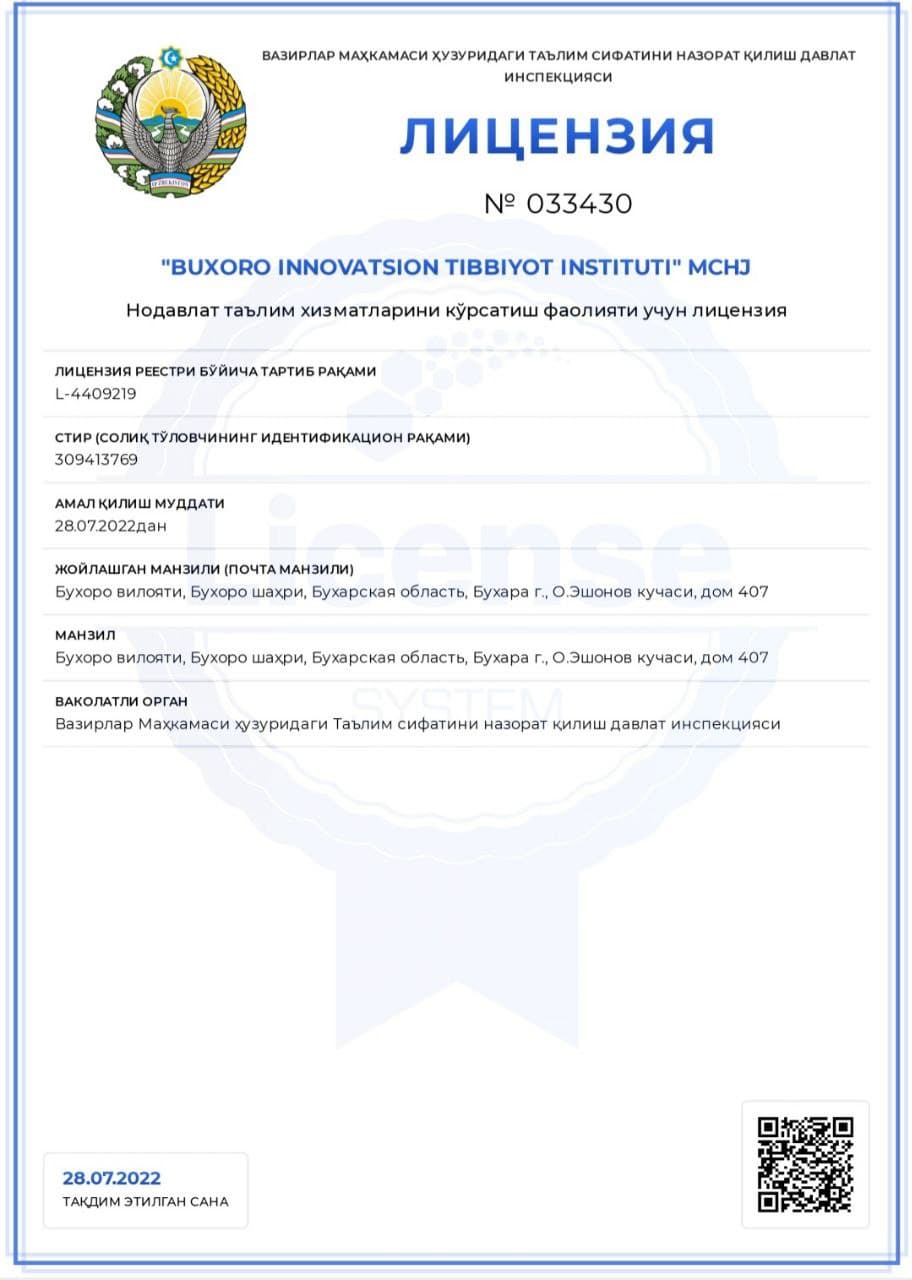 ВАЗИРЛАР МАҲКАМАСИ ҲУЗУРИДАГИ ТАЪЛИМ СИФАТИНИ НАЗОРАТ ҚИЛИШ ДАВЛАТ
ИНСПЕКЦИЯСИ
ЛИЦЕНЗИЯ
№ 033430
"BUXORO INNOVATSION TIBBIYOT INSTITUTI" MCHJ
Нодавлат таълим хизматларини кўрсатиш фаолияти учун лицензия
ЛИЦЕНЗИЯ РЕЕСТРИ БЎЙИЧА ТАРТИБ РАҚАМИ
L-4409219
СТИР (СОЛИҚ ТЎЛОВЧИНИНГ ИДЕНТИФИКАЦИОН РАҚАМИ)
309413769
АМАЛ ҚИЛИШ МУДДАТИ
28.07.2022дан
License
ЖОЙЛАШГАН МАНЗИЛИ (ПОЧТА МАНЗИЛИ)
Бухоро вилояти, Бухоро шаҳри, Бухарская область, Бухара г., О.Эшонов кучаси, дом 407
МАНЗИЛ
Бухоро вилояти, Бухоро шаҳри, Бухарская область, Бухара г., О.Эшонов кучаси, дом 407
SYSTEM
ВАКОЛАТЛИ ОРГАН
Вазирлар Маҳкамаси ҳузуридаги Таълим сифатини назорат қилиш давлат инспекцияси
28.07.2022
ТАҚДИМ ЭТИЛГАН САНА